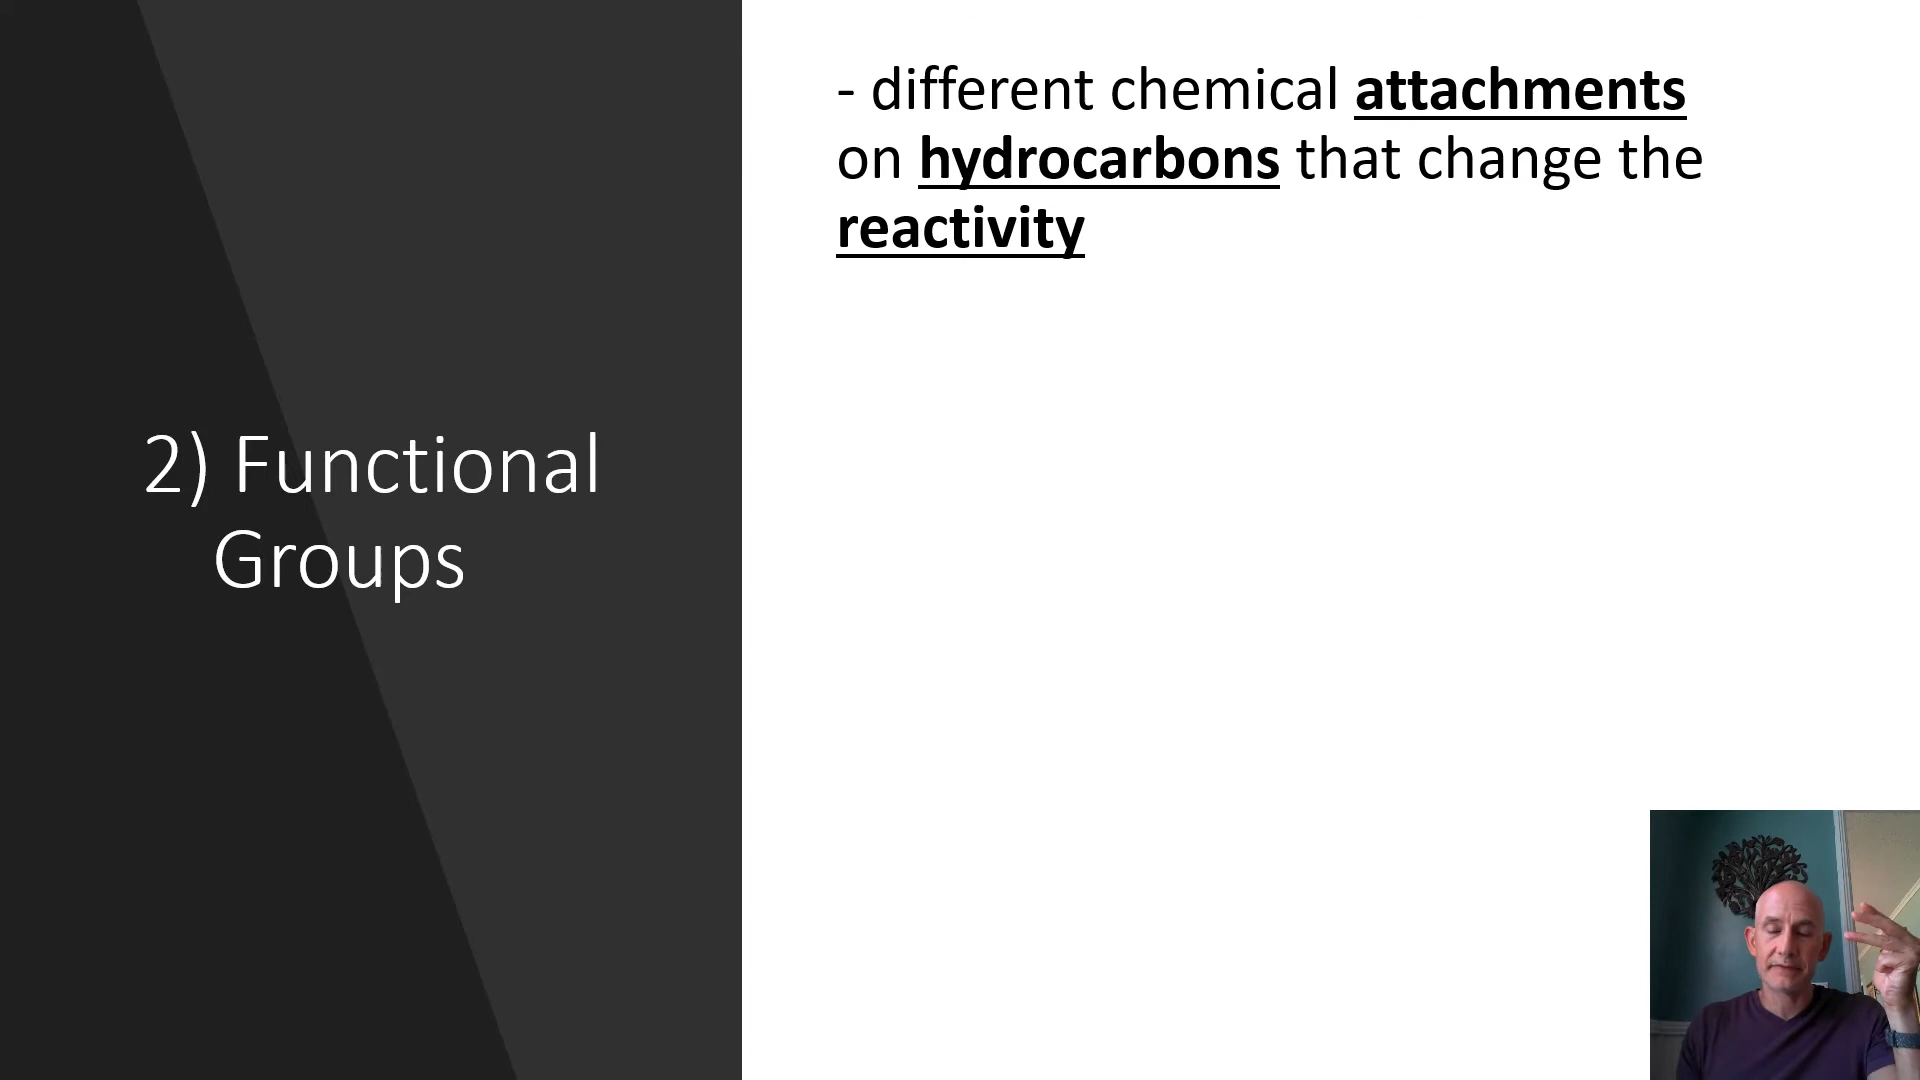 2) Functional
Groups
- different chemical attachments
on hydrocarbons that change the
reactivity